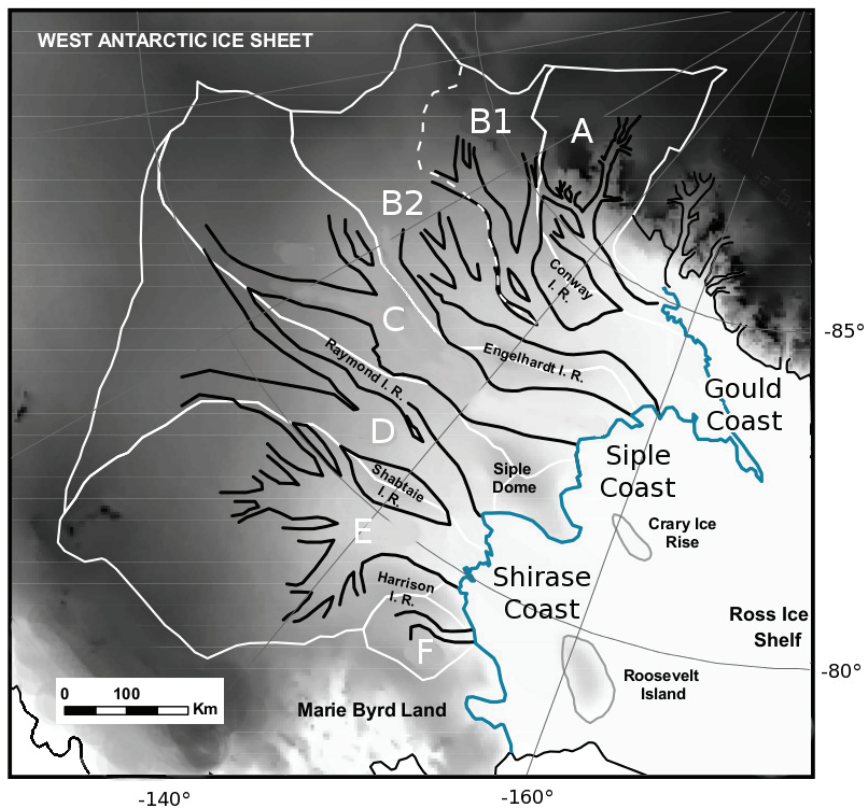 WEST ANTARCTIC ICE SHEET
B1
A
B2
Conway
I. R.
C
-85°
Raymond I. R.
Engelhardt I. R.
Gould
Coast
D
Siple
Dome
Siple
Coast
Shabtaie
I. R.
Crary Ice
Rise
E
Harrison
I. R.
Shirase
Coast
Ross Ice
Shelf
F
-80°
Roosevelt
Island
0 100
Km
Marie Byrd Land
-140°
-160°